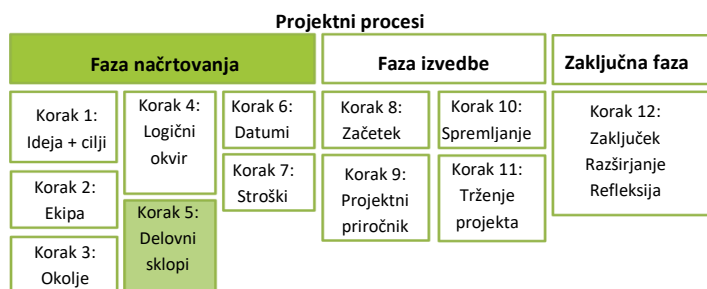 Projektni procesi
Faza načrtovanja
Faza izvedbe
Zaključna faza
Korak 1:
Ideja + cilji
Korak 2:
Ekipa
Korak 3:
Okolje
Korak 4:
Logični
okvir
Korak 5:
Delovni
sklopi
Korak 6:
Datumi
Korak 7:
Stroški
Korak 8:
Začetek
Korak 9:
Projektni
priročnik
Korak 10:
Spremljanje
Korak 11:
Trženje
projekta
Korak 12:
Zaključek
Razširjanje
Refleksija